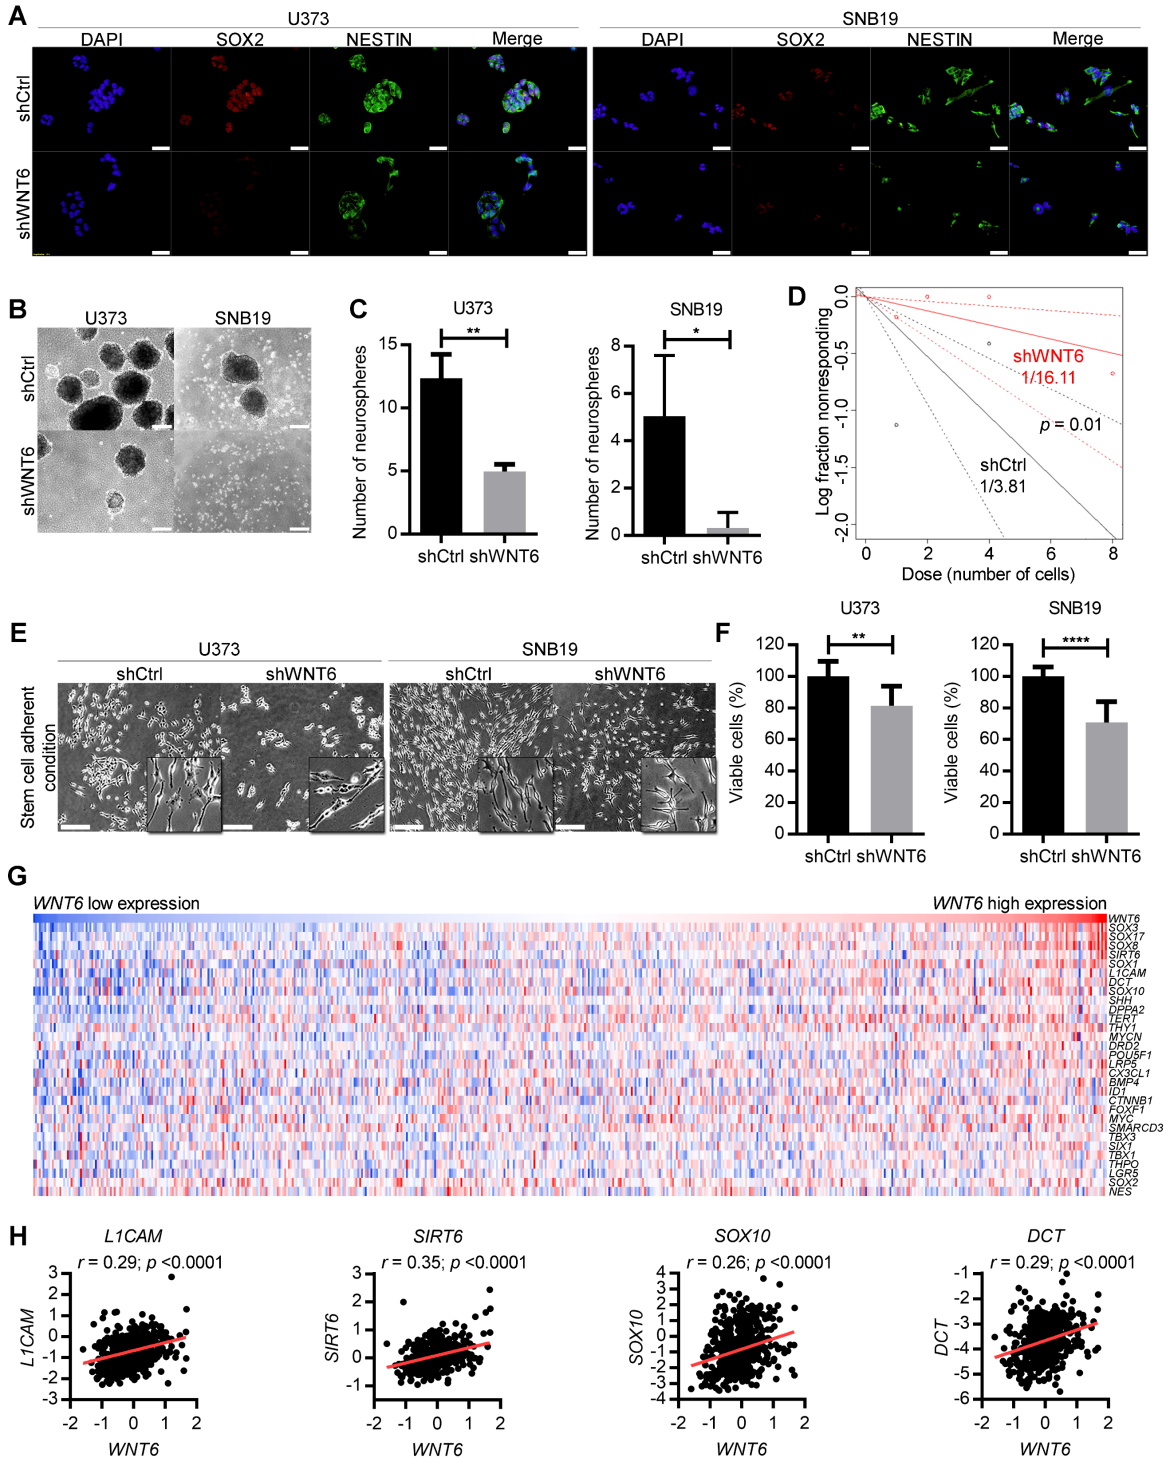 A
U373
SNB19
DAPI SOX2 NESTIN Merge
DAPI SOX2 NESTIN Merge
shCtrl
shWNT6
B
U373 SNB19
shCtrl
shWNT6
C
U373
**
Number of neurospheres
15
10
5
0
shCtrl shWNT6
SNB19
*
Number of neurospheres
8
6
4
2
0
shCtrl shWNT6
D
Log fraction nonresponding
0.0
-0.5
-1.0
-1.5
-2.0
shWNT6
1/16.11
p = 0.01
shCtrl
1/3.81
0 2 4 6 8
Dose (number of cells)
E
U373 SNB19
shCtrl shWNT6 shCtrl shWNT6
Stem cell adherent
condition
F
U373
**
Viable cells (%)
120
100
80
60
40
20
0
shCtrl shWNT6
SNB19
****
Viable cells (%)
120
100
80
60
40
20
0
shCtrl shWNT6
G
WNT6 low expression WNT6 high expression
WNT6
SOX3
SOX17
SOX8
SIRT6
SOX1
L1CAM
DCT
SOX10
SHH
DPPA2
TERT
THY1
MYCN
DRD2
POU5F1
LRP5
CX3CL1
BMP4
ID1
CTNNB1
FOXF1
MYC
SMARCD3
TBX3
SIX1
TBX1
THPO
LGR5
SOX2
NES
H
L1CAM
r = 0.29; p <0.0001
L1CAM
3
2
1
0
-1
-2
-3
-2 -1 0 1 2
WNT6
SIRT6
r = 0.35; p <0.0001
SIRT6
3
2
1
0
-1
-2 -1 0 1 2
WNT6
SOX10
r = 0.26; p <0.0001
SOX10
4
3
2
1
0
-1
-2
-3
-4
-2 -1 0 1 2
WNT6
DCT
r = 0.29; p <0.0001
DCT
-1
-2
-3
-4
-5
-6
-2 -1 0 1 2
WNT6